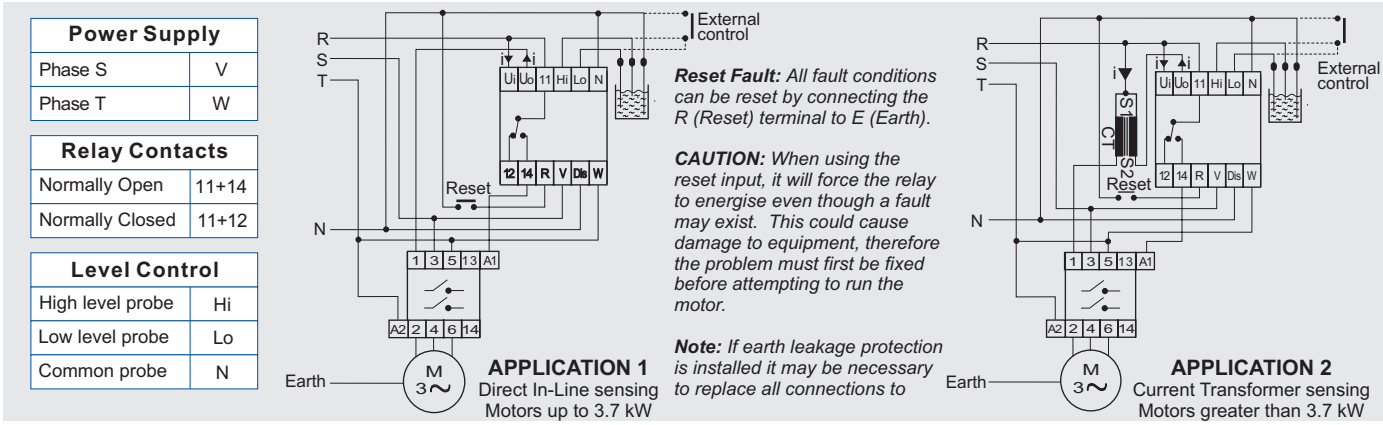 Power Supply
Phase S V
Phase T W
Relay Contacts
Normally Open 11+14
Normally Closed 11+12
Level Control
High level probe Hi
Low level probe Lo
Common probe N
R
S
T
i i
Ui Uo 11 Hi Lo N
External
control
12 14 R V Dis W
Reset
N
1 3 5 13 A1
A2 2 4 6 14
M
3~
Earth
APPLICATION 1
Direct In-Line sensing
Motors up to 3.7 kW
Reset Fault: All fault conditions
can be reset by connecting the
R (Reset) terminal to E (Earth).
CAUTION: When using the
reset input, it will force the relay
to energise even though a fault
may exist. This could cause
damage to equipment, therefore
the problem must first be fixed
before attempting to run the
motor.
Note: If earth leakage protection
is installed it may be necessary
to replace all connections to
R
S
T
i
i i
Ui Uo 11 Hi Lo N
External
control
S1
CT
S2
12 14 R V Dis W
Reset
N
1 3 5 13 A1
A2 2 4 6 14
M
3~
Earth
APPLICATION 2
Current Transformer sensing
Motors greater than 3.7 kW